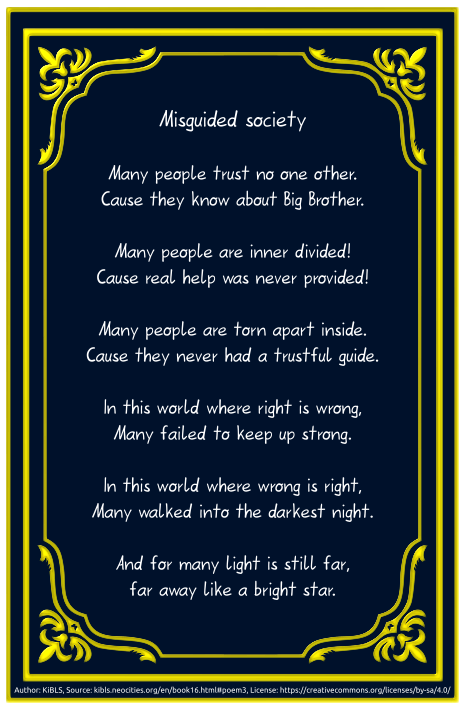 Misguided society
Many people trust no one other.
Cause they know about Big Brother.
Many people are inner divided!
Cause real help was never provided!
Many people are torn apart inside.
Cause they never had a trustful guide.
In this world where right is wrong,
Many failed to keep up strong.
In this world where wrong is right,
Many walked into the darkest night.
And for many light is still far,
far away like a bright star.
Author: KiBLS, Source: kibls.neocities.org/en/book16.html#poem3, License: https://creativecommons.org/licenses/by-sa/4.0/